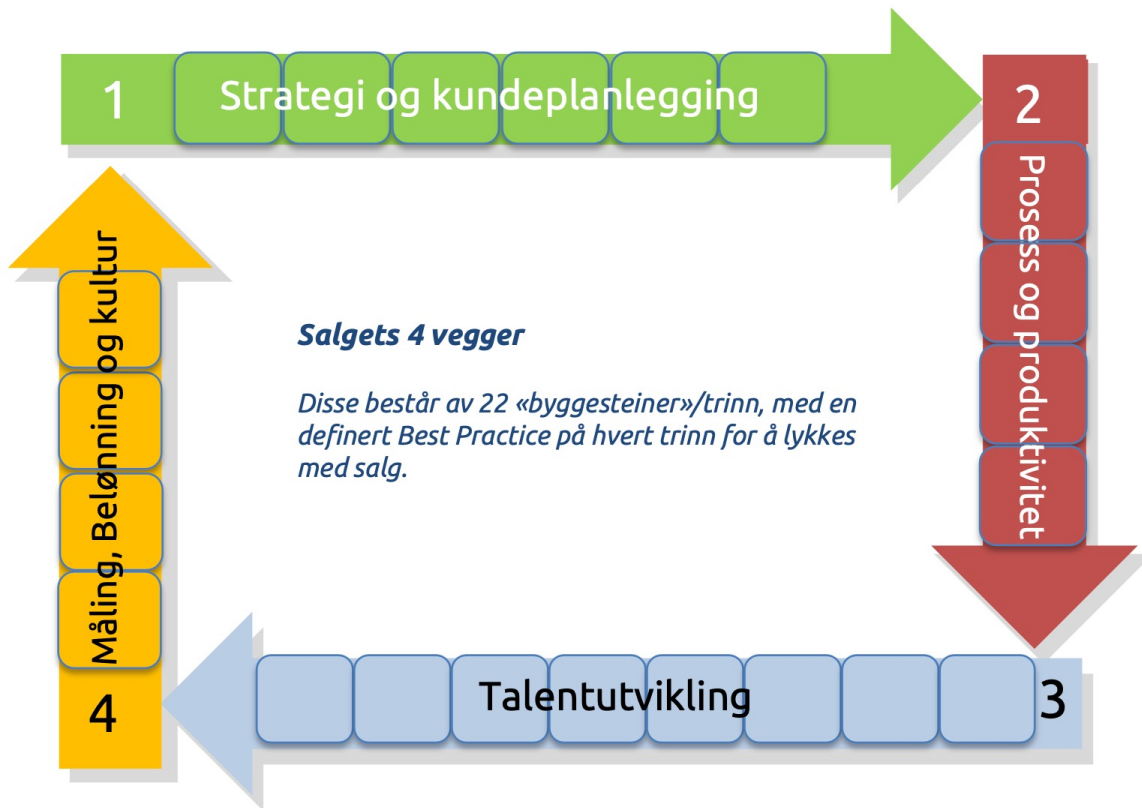 1
Strategi og kundeplanlegging
2
Prosess og produktivitet
Salgets 4 vegger
Disse består av 22 «byggesteiner»/trinn, med en
definert Best Practice på hvert trinn for å lykkes
med salg.
3
Talentutvikling
4
Måling, Belønning og kultur